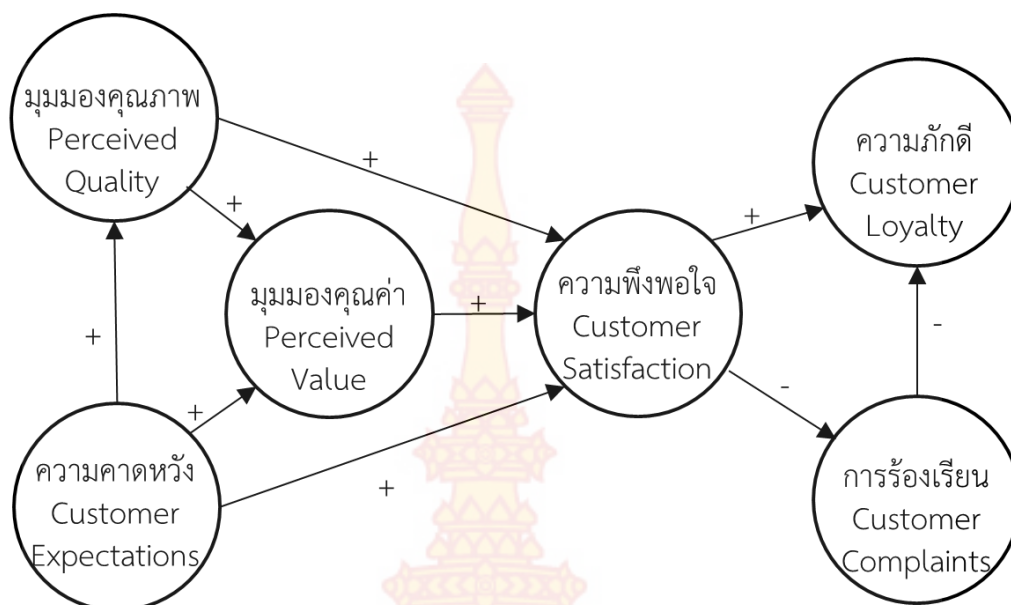 มุมมองคุณภาพ
Perceived
Quality
+
+
ความภักดี
Customer
Loyalty
+
มุมมองคุณค่า
Perceived
Value
+
ความพึงพอใจ
Customer
Satisfaction
+
-
-
+
+
ความคาดหวัง
Customer
Expectations
การร้องเรียน
Customer
Complaints